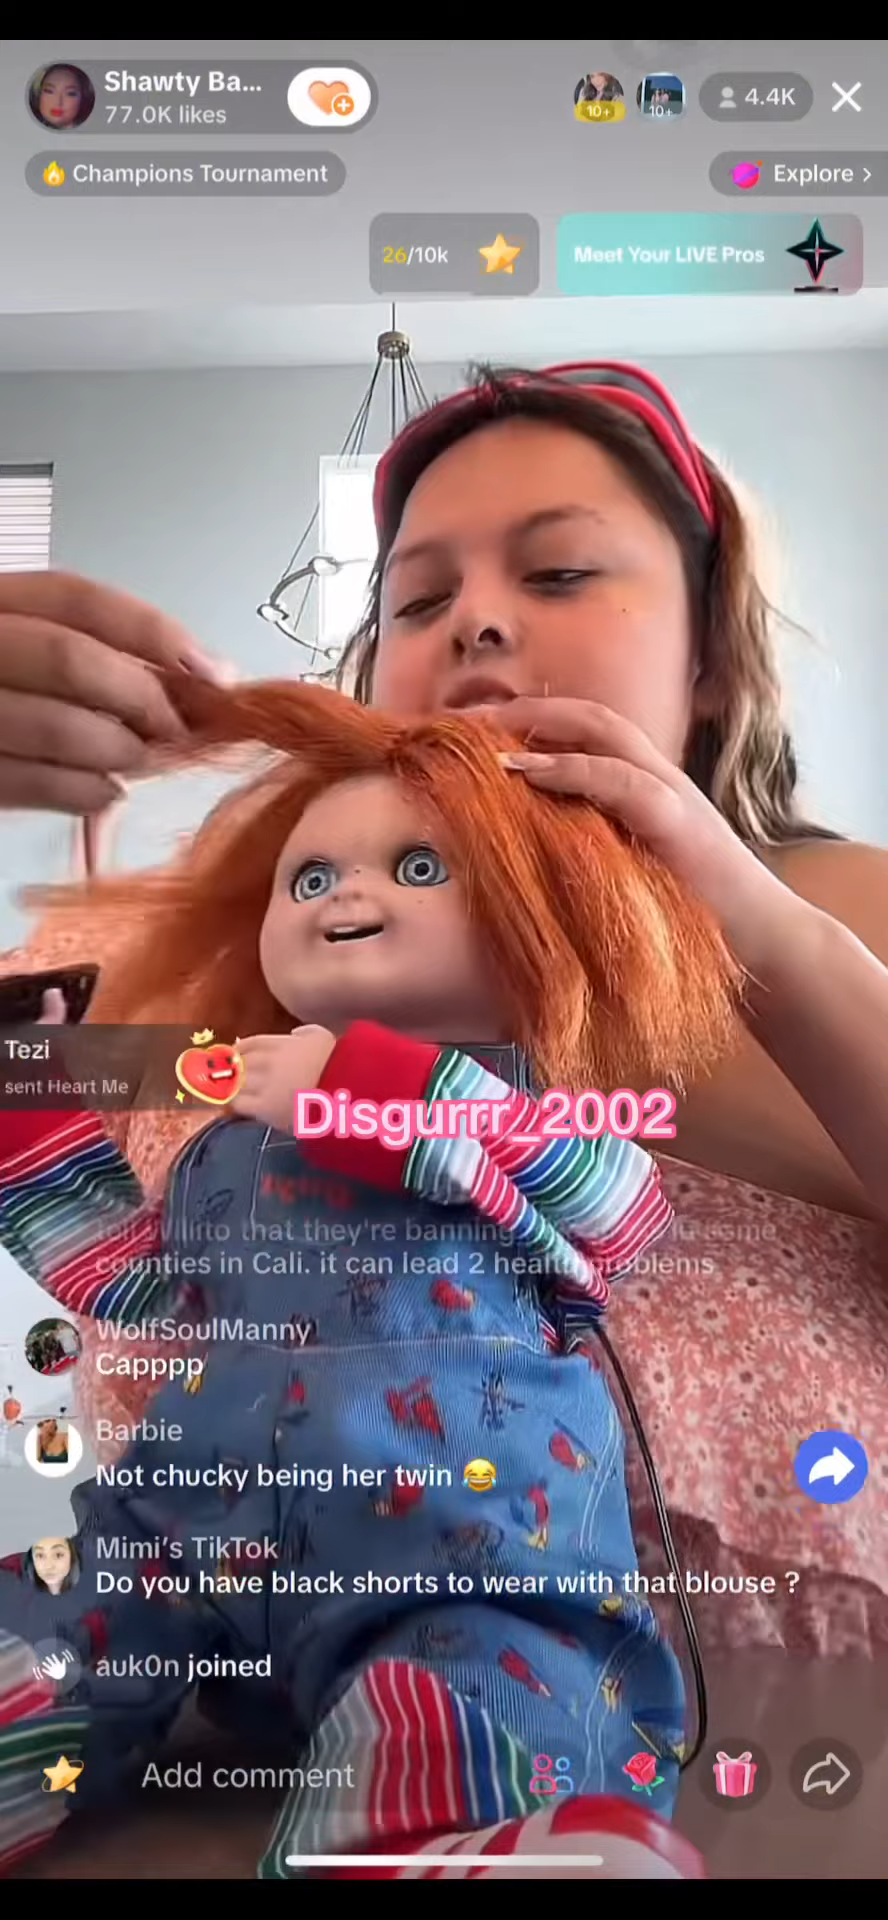 Shawty Ba...
77.0K likes
10+
10+
4.4K
Champions Tournament
Explore >
26/10k
Meet Your LIVE Pros
Tezi
sent Heart Me
Disgurrr_2002
that they're banning
counties in Cali. it can lead 2 health problems
WolfSoulManny
Capppp
Barbie
Not chucky being her twin 😂
Mimi's TikTok
Do you have black shorts to wear with that blouse ?
auk0n joined
Add comment